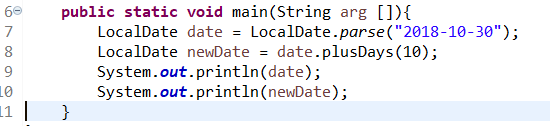 6 public static void main(String arg []){
7 LocalDate date = LocalDate.parse("2018-10-30");
8 LocalDate newDate = date.plusDays(10);
9 System.out.println(date);
10 System.out.println(newDate);
11 }